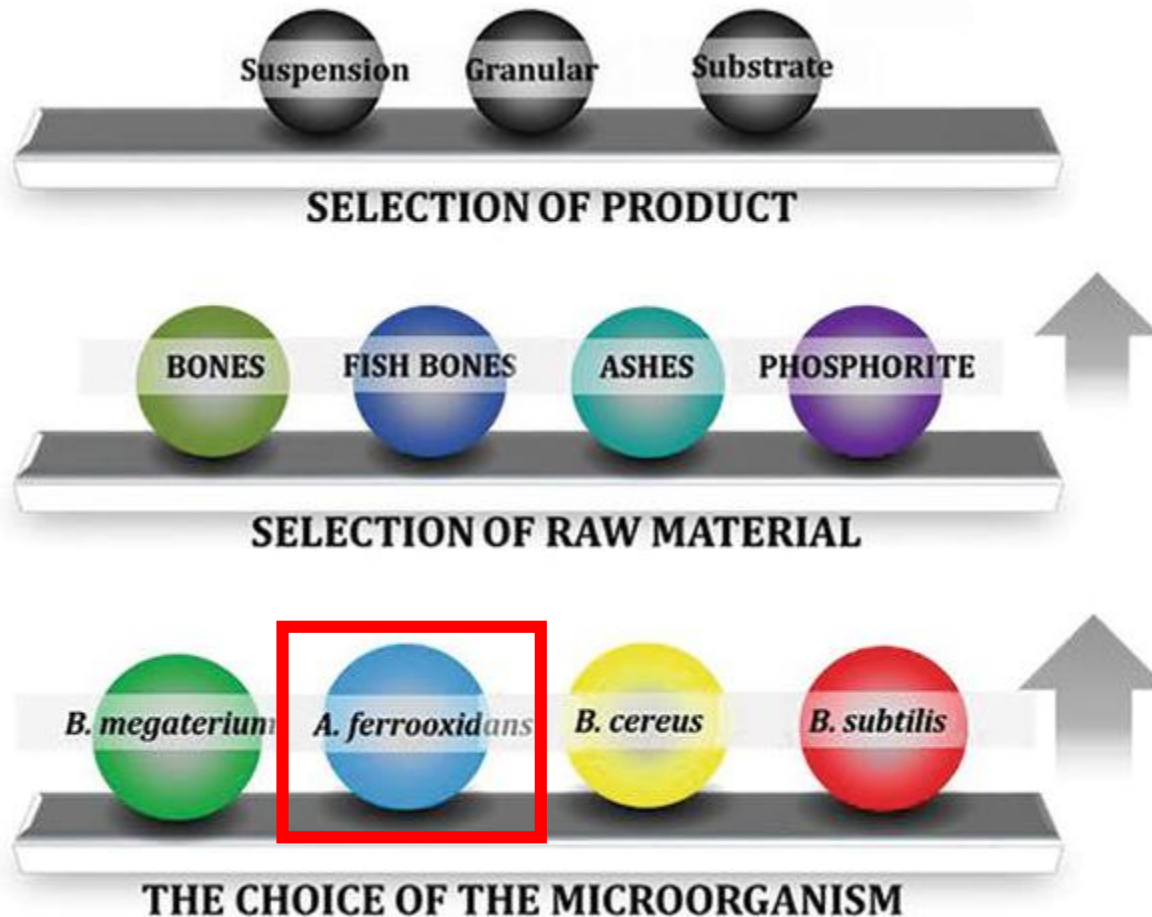 Suspension Granular Substrate
SELECTION OF PRODUCT
BONES FISH BONES ASHES PHOSPHORITE
SELECTION OF RAW MATERIAL
B. megaterium A. ferrooxidans B. cereus B. subtilis
THE CHOICE OF THE MICROORGANISM